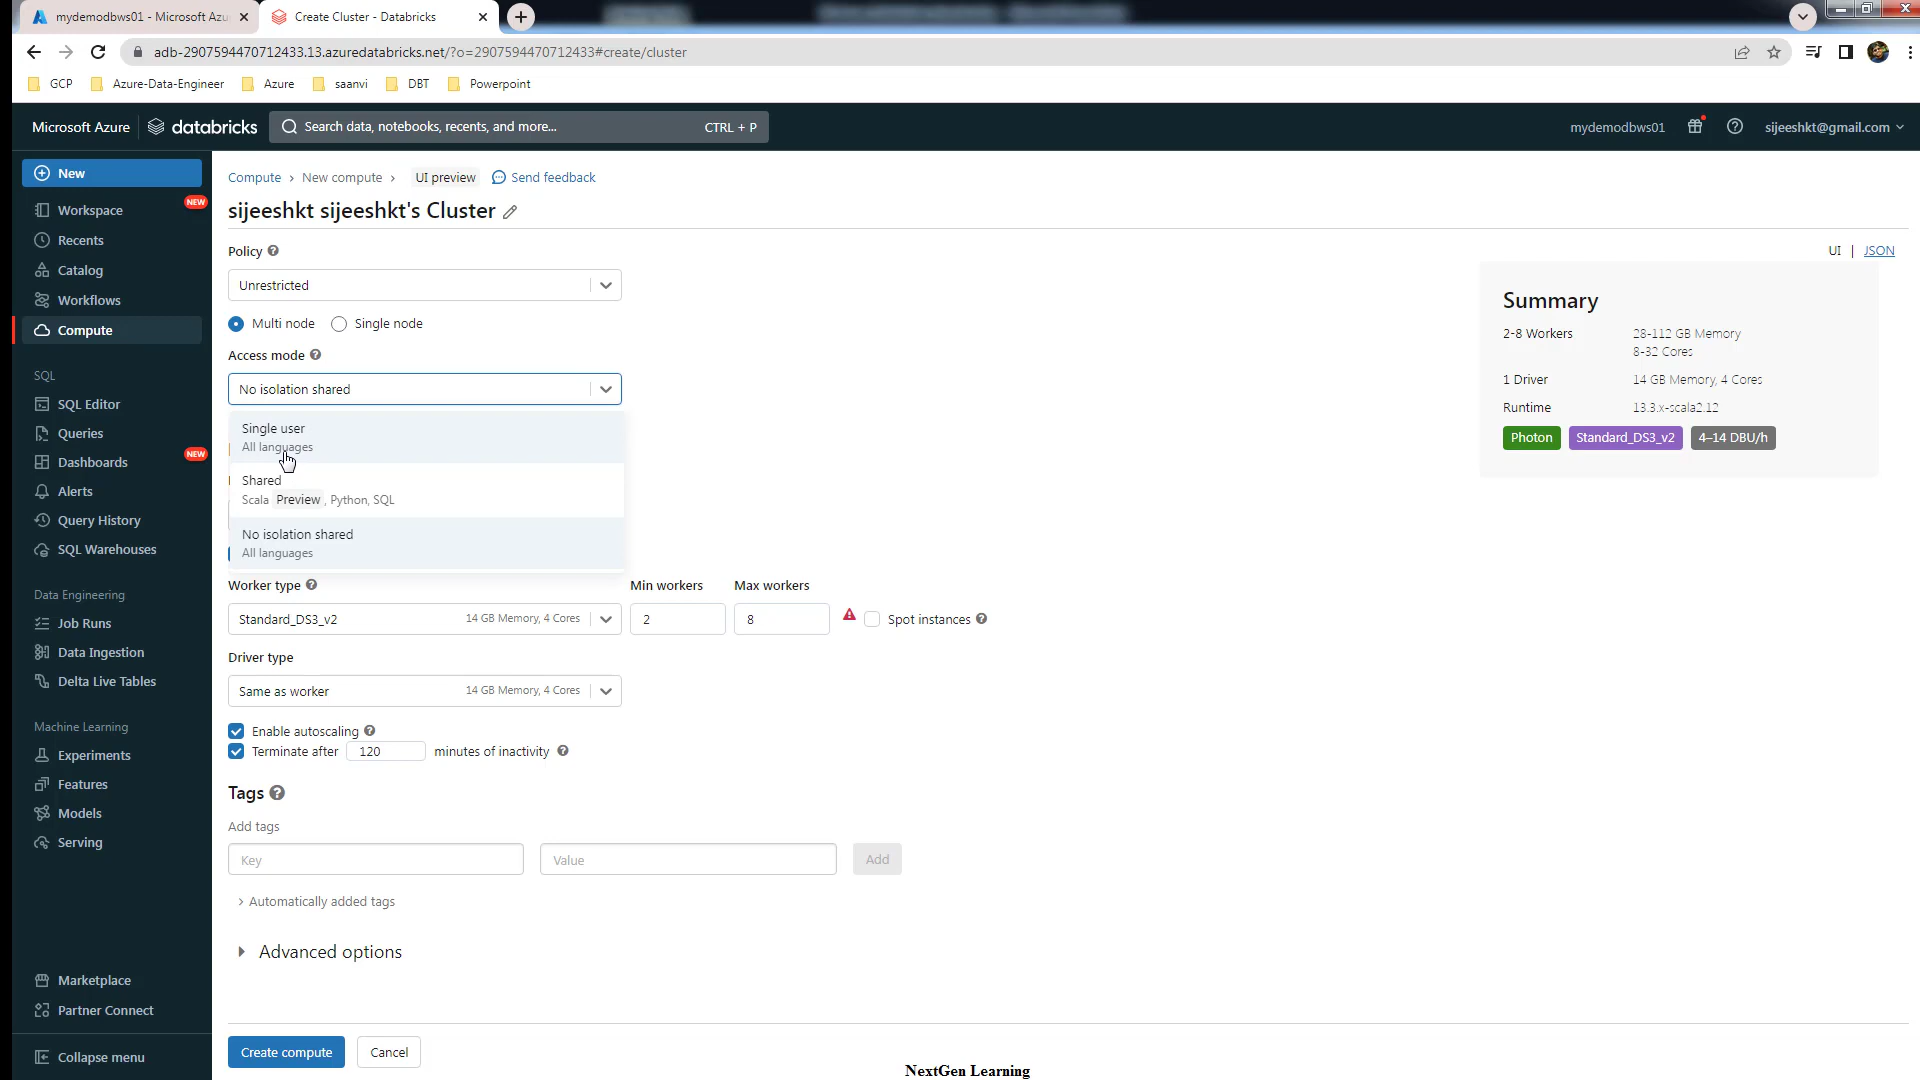 mydemodbws01 - Microsoft Azu
Create Cluster - Databricks
adb-2907594470712433.13.azuredatabricks.net/?o=2907594470712433#create/cluster
GCP
Azure-Data-Engineer
Azure
saanvi
DBT
Powerpoint
Microsoft Azure
databricks
Search data, notebooks, recents, and more...
CTRL + P
mydemodbws01
sijeeshkt@gmail.com
New
Workspace
NEW
Recents
Catalog
Workflows
Compute
SQL
SQL Editor
Queries
Dashboards
NEW
Alerts
Query History
SQL Warehouses
Data Engineering
Job Runs
Data Ingestion
Delta Live Tables
Machine Learning
Experiments
Features
Models
Serving
Marketplace
Partner Connect
Collapse menu
Compute
New compute
UI preview
Send feedback
sijeeshkt sijeeshkt's Cluster
Policy
Unrestricted
Multi node
Single node
Access mode
No isolation shared
Single user
All languages
Shared
Scala Preview , Python, SQL
No isolation shared
All languages
Worker type
Min workers
Max workers
Standard_DS3_v2
14 GB Memory, 4 Cores
2
8
Spot instances
Driver type
Same as worker
14 GB Memory, 4 Cores
Enable autoscaling
Terminate after 120 minutes of inactivity
Tags
Add tags
Key
Value
Add
Automatically added tags
Advanced options
Create compute
Cancel
UI | JSON
Summary
2-8 Workers
28-112 GB Memory
8-32 Cores
1 Driver
14 GB Memory, 4 Cores
Runtime
13.3.x-scala2.12
Photon
Standard_DS3_v2
4–14 DBU/h
NextGen Learning